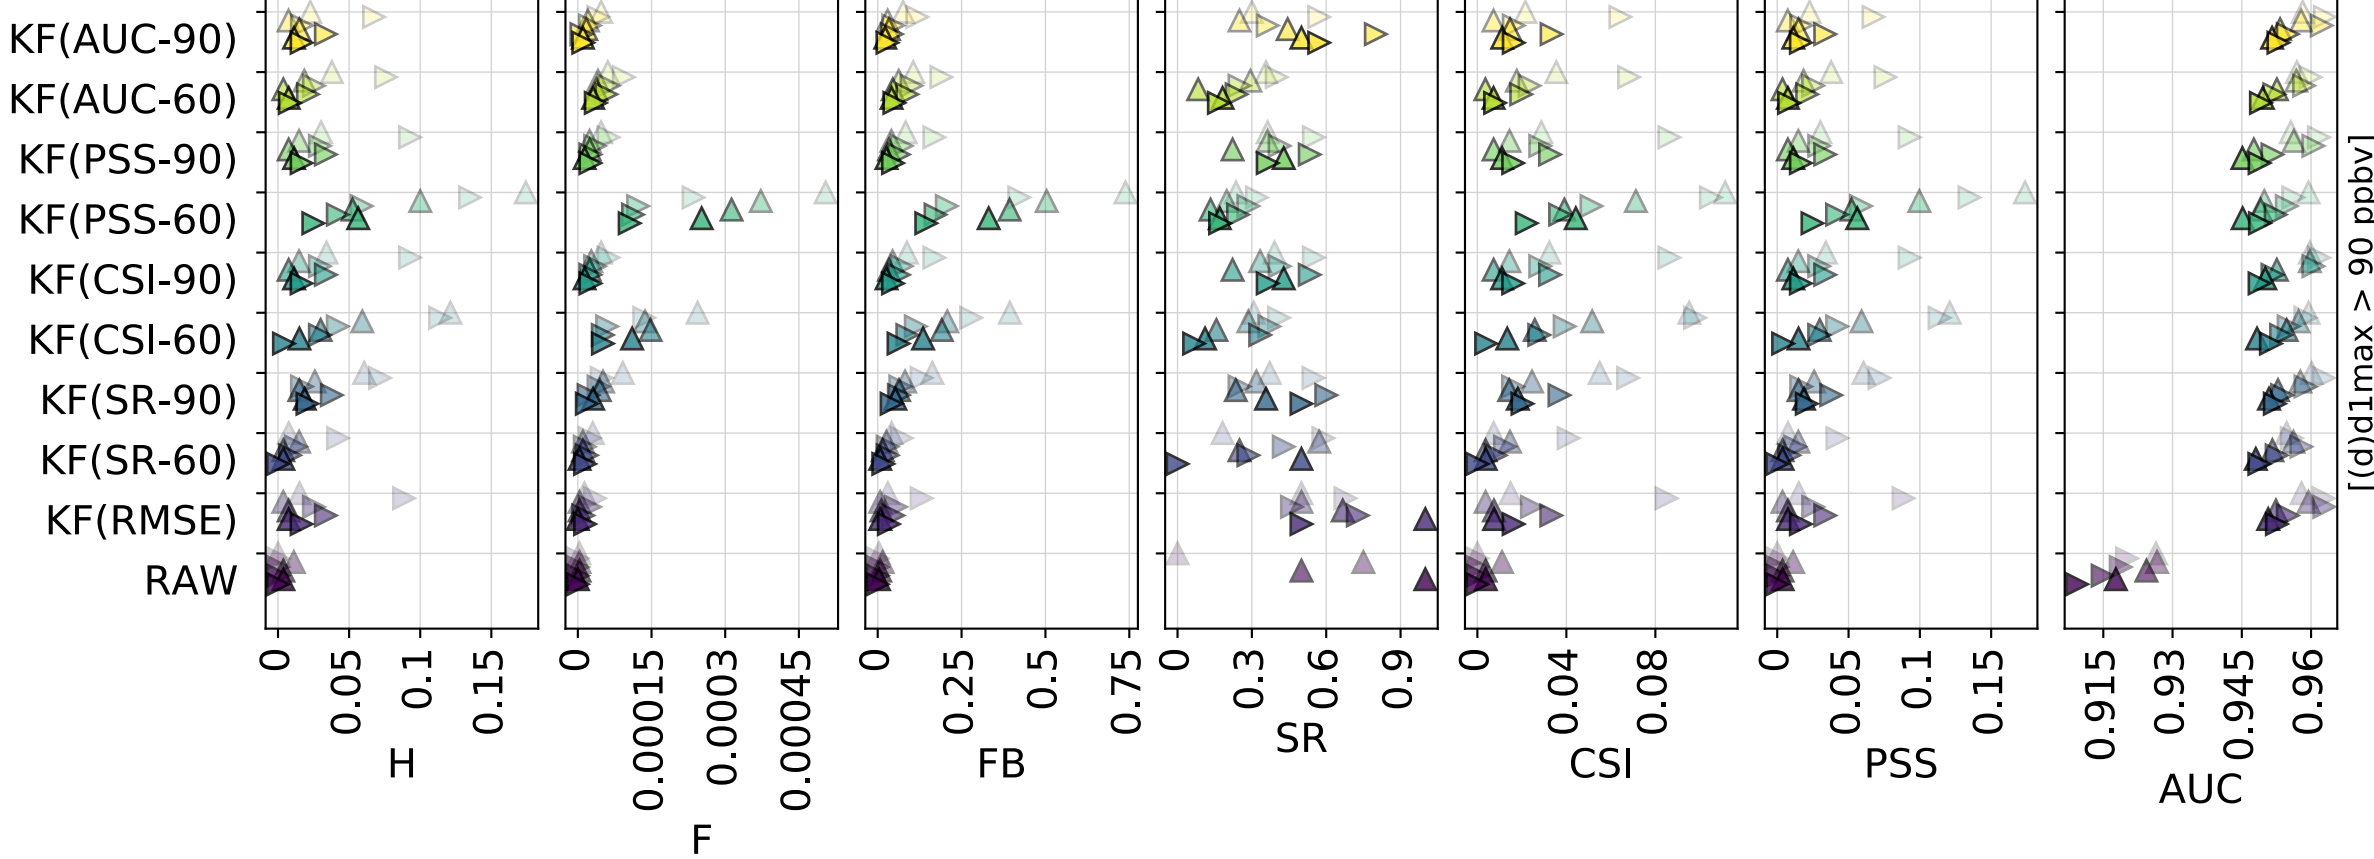 KF(AUC-90)
KF(AUC-60)
KF(PSS-90)
KF(PSS-60)
KF(CSI-90)
KF(CSI-60)
KF(SR-90)
KF(SR-60)
KF(RMSE)
RAW
0 0.05 0.1 0.15
H
0 0.00015 0.0003 0.00045
F
0 0.25 0.5 0.75
FB
0 0.3 0.6 0.9
SR
0 0.04 0.08
CSI
0 0.05 0.1 0.15
PSS
0.915 0.93 0.945 0.96
AUC
[(d)d1max > 90 ppbv]